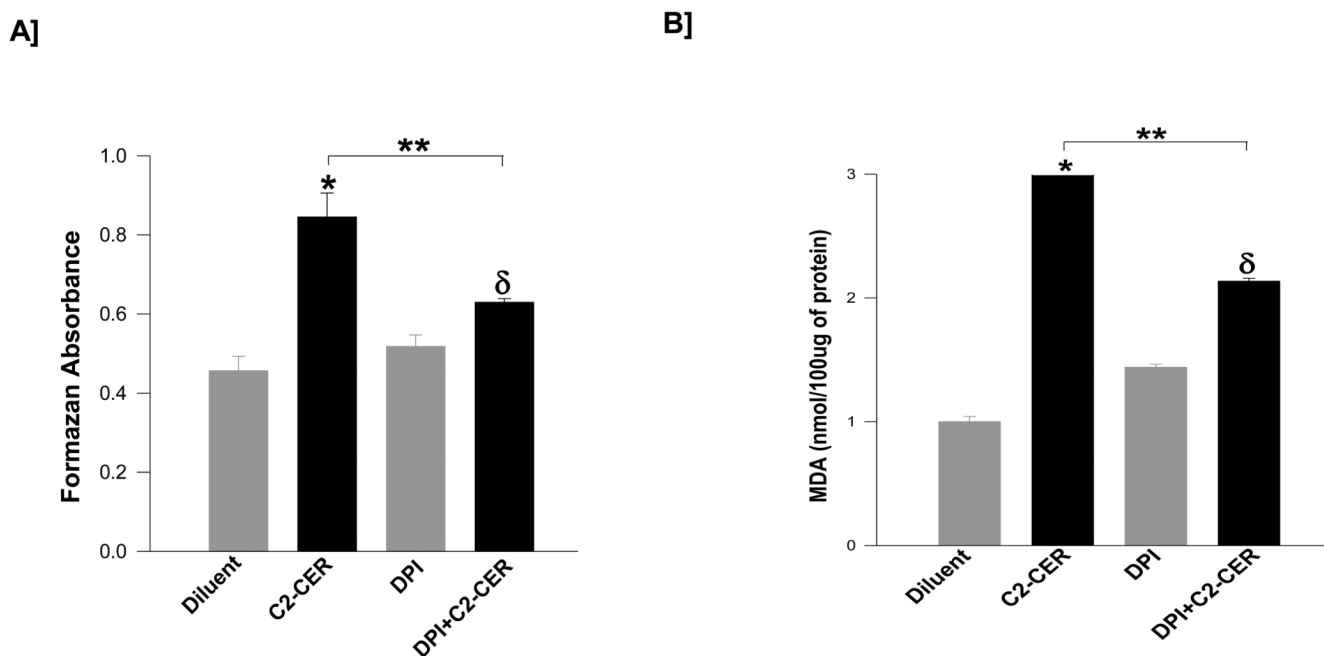 A]
Formazan Absorbance
1.0
0.8
0.6
0.4
0.2
0.0
**
*
δ
Diluent
C2-CER
DPI
DPI+C2-CER
B]
MDA (nmol/100ug of protein)
3
2
1
0
**
*
δ
Diluent
C2-CER
DPI
DPI+C2-CER